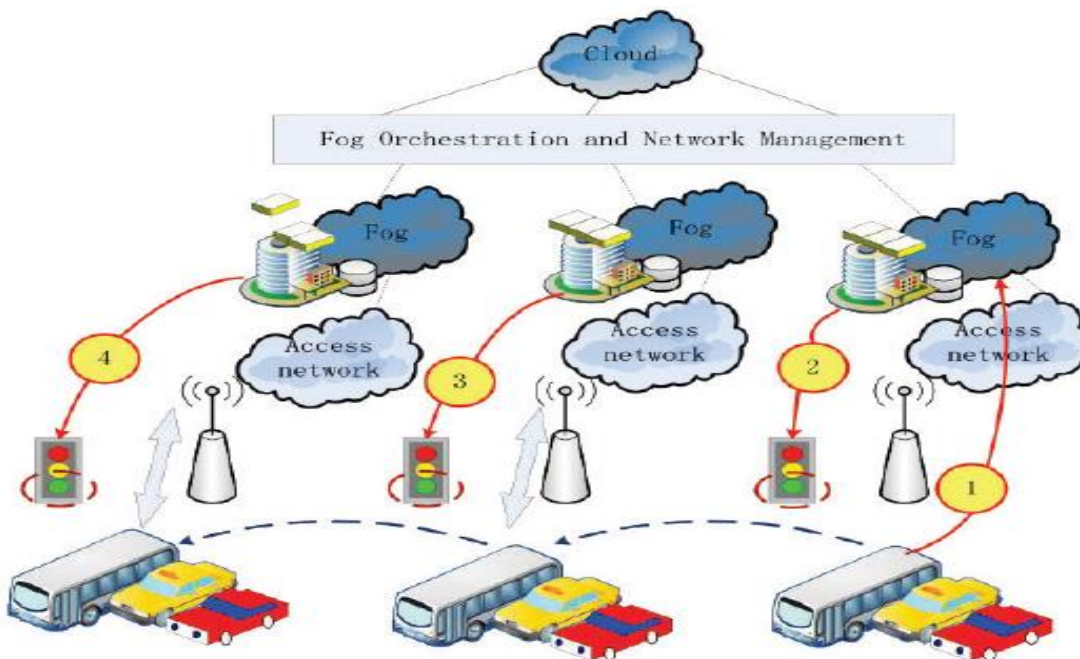 Cloud
Fog Orchestration and Network Management
Fog
Fog
Fog
Access
network
Access
network
Access
network
4
3
2
1